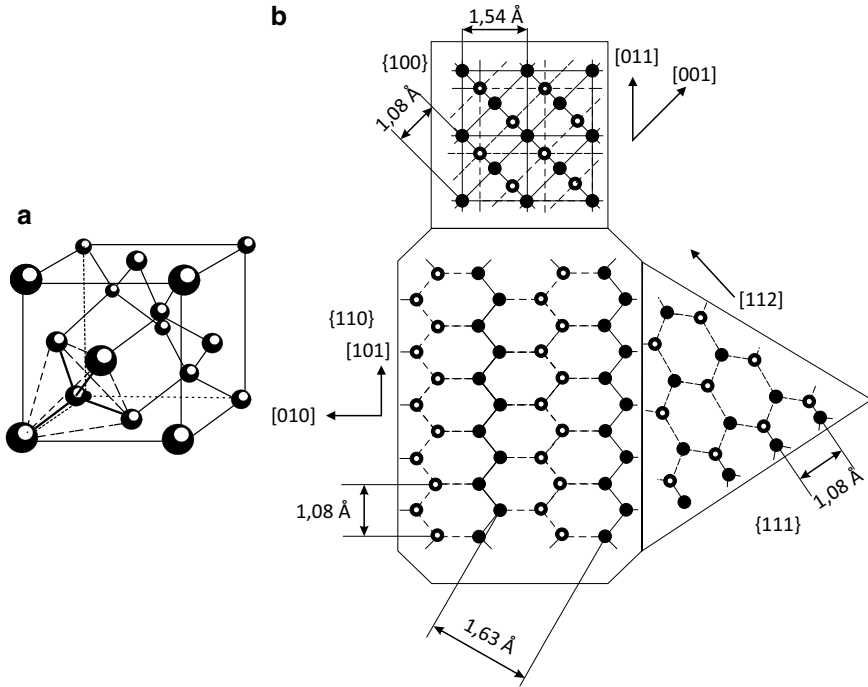 a
b
1,54 Å
{100}
1,08 Å
[011]
[001]
{110}
[101]
[010]
1,08 Å
1,63 Å
[112]
1,08 Å
{111}